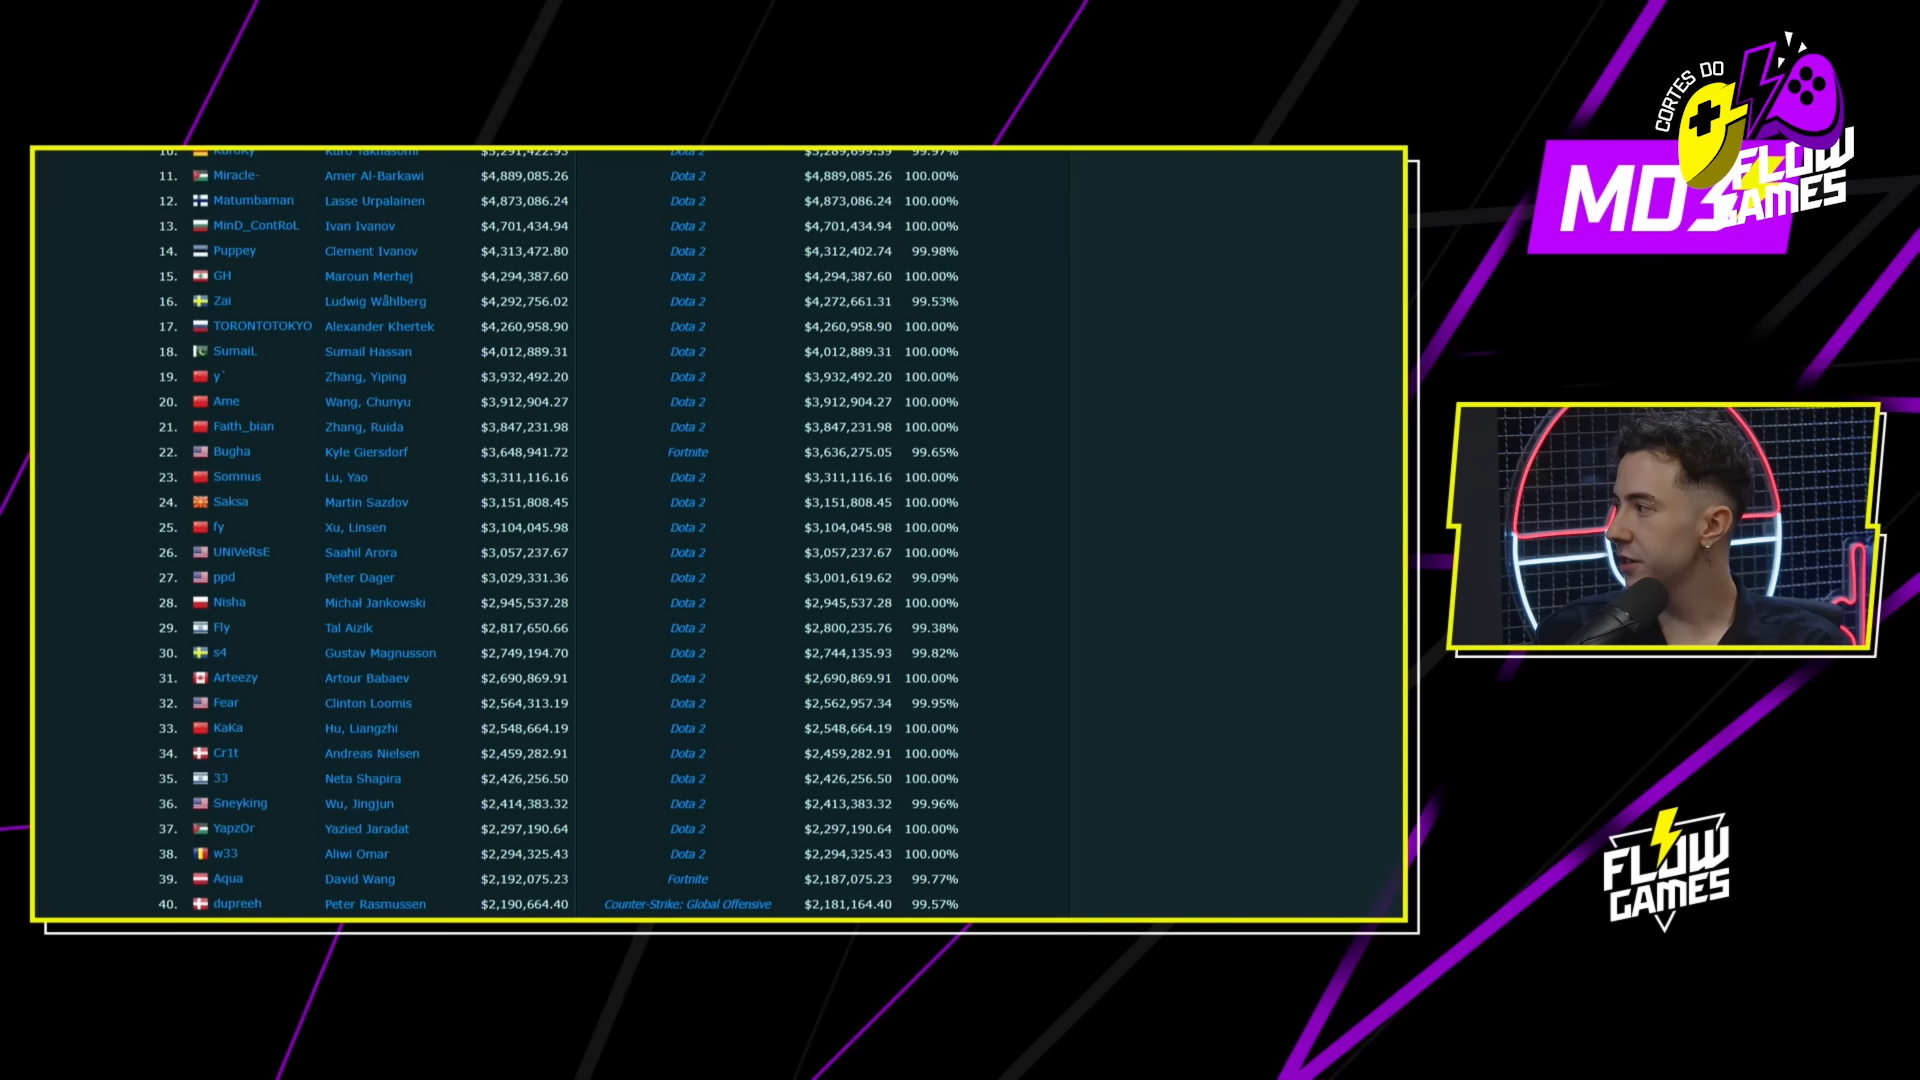 CORTES DO
FLOW
GAMES
MD3
10. KuroKy Kuro Takhasomi $5,291,422.93 Dota 2 $5,289,699.59 99.97%
11. Miracle- Amer Al-Barkawi $4,889,085.26 Dota 2 $4,889,085.26 100.00%
12. Matumbaman Lasse Urpalainen $4,873,086.24 Dota 2 $4,873,086.24 100.00%
13. MinD_ContRoL Ivan Ivanov $4,701,434.94 Dota 2 $4,701,434.94 100.00%
14. Puppey Clement Ivanov $4,313,472.80 Dota 2 $4,312,402.74 99.98%
15. GH Maroun Merhej $4,294,387.60 Dota 2 $4,294,387.60 100.00%
16. Zai Ludwig Wåhlberg $4,292,756.02 Dota 2 $4,272,661.31 99.53%
17. TORONTOTOKYO Alexander Khertek $4,260,958.90 Dota 2 $4,260,958.90 100.00%
18. SumaiL Sumail Hassan $4,012,889.31 Dota 2 $4,012,889.31 100.00%
19. y` Zhang, Yiping $3,932,492.20 Dota 2 $3,932,492.20 100.00%
20. Ame Wang, Chunyu $3,912,904.27 Dota 2 $3,912,904.27 100.00%
21. Faith_bian Zhang, Ruida $3,847,231.98 Dota 2 $3,847,231.98 100.00%
22. Bugha Kyle Giersdorf $3,648,941.72 Fortnite $3,636,275.05 99.65%
23. Somnus Lu, Yao $3,311,116.16 Dota 2 $3,311,116.16 100.00%
24. Saksa Martin Sazdov $3,151,808.45 Dota 2 $3,151,808.45 100.00%
25. fy Xu, Linsen $3,104,045.98 Dota 2 $3,104,045.98 100.00%
26. UNiVeRsE Saahil Arora $3,057,237.67 Dota 2 $3,057,237.67 100.00%
27. ppd Peter Dager $3,029,331.36 Dota 2 $3,001,619.62 99.09%
28. Nisha Michał Jankowski $2,945,537.28 Dota 2 $2,945,537.28 100.00%
29. Fly Tal Aizik $2,817,650.66 Dota 2 $2,800,235.76 99.38%
30. s4 Gustav Magnusson $2,749,194.70 Dota 2 $2,744,135.93 99.82%
31. Arteezy Artour Babaev $2,690,869.91 Dota 2 $2,690,869.91 100.00%
32. Fear Clinton Loomis $2,564,313.19 Dota 2 $2,562,957.34 99.95%
33. KaKa Hu, Liangzhi $2,548,664.19 Dota 2 $2,548,664.19 100.00%
34. Cr1t Andreas Nielsen $2,459,282.91 Dota 2 $2,459,282.91 100.00%
35. 33 Neta Shapira $2,426,256.50 Dota 2 $2,426,256.50 100.00%
36. Sneyking Wu, Jingjun $2,414,383.32 Dota 2 $2,413,383.32 99.96%
37. YapzOr Yazied Jaradat $2,297,190.64 Dota 2 $2,297,190.64 100.00%
38. w33 Aliwi Omar $2,294,325.43 Dota 2 $2,294,325.43 100.00%
39. Aqua David Wang $2,192,075.23 Fortnite $2,187,075.23 99.77%
40. dupreeh Peter Rasmussen $2,190,664.40 Counter-Strike: Global Offensive $2,181,164.40 99.57%
FLOW
GAMES